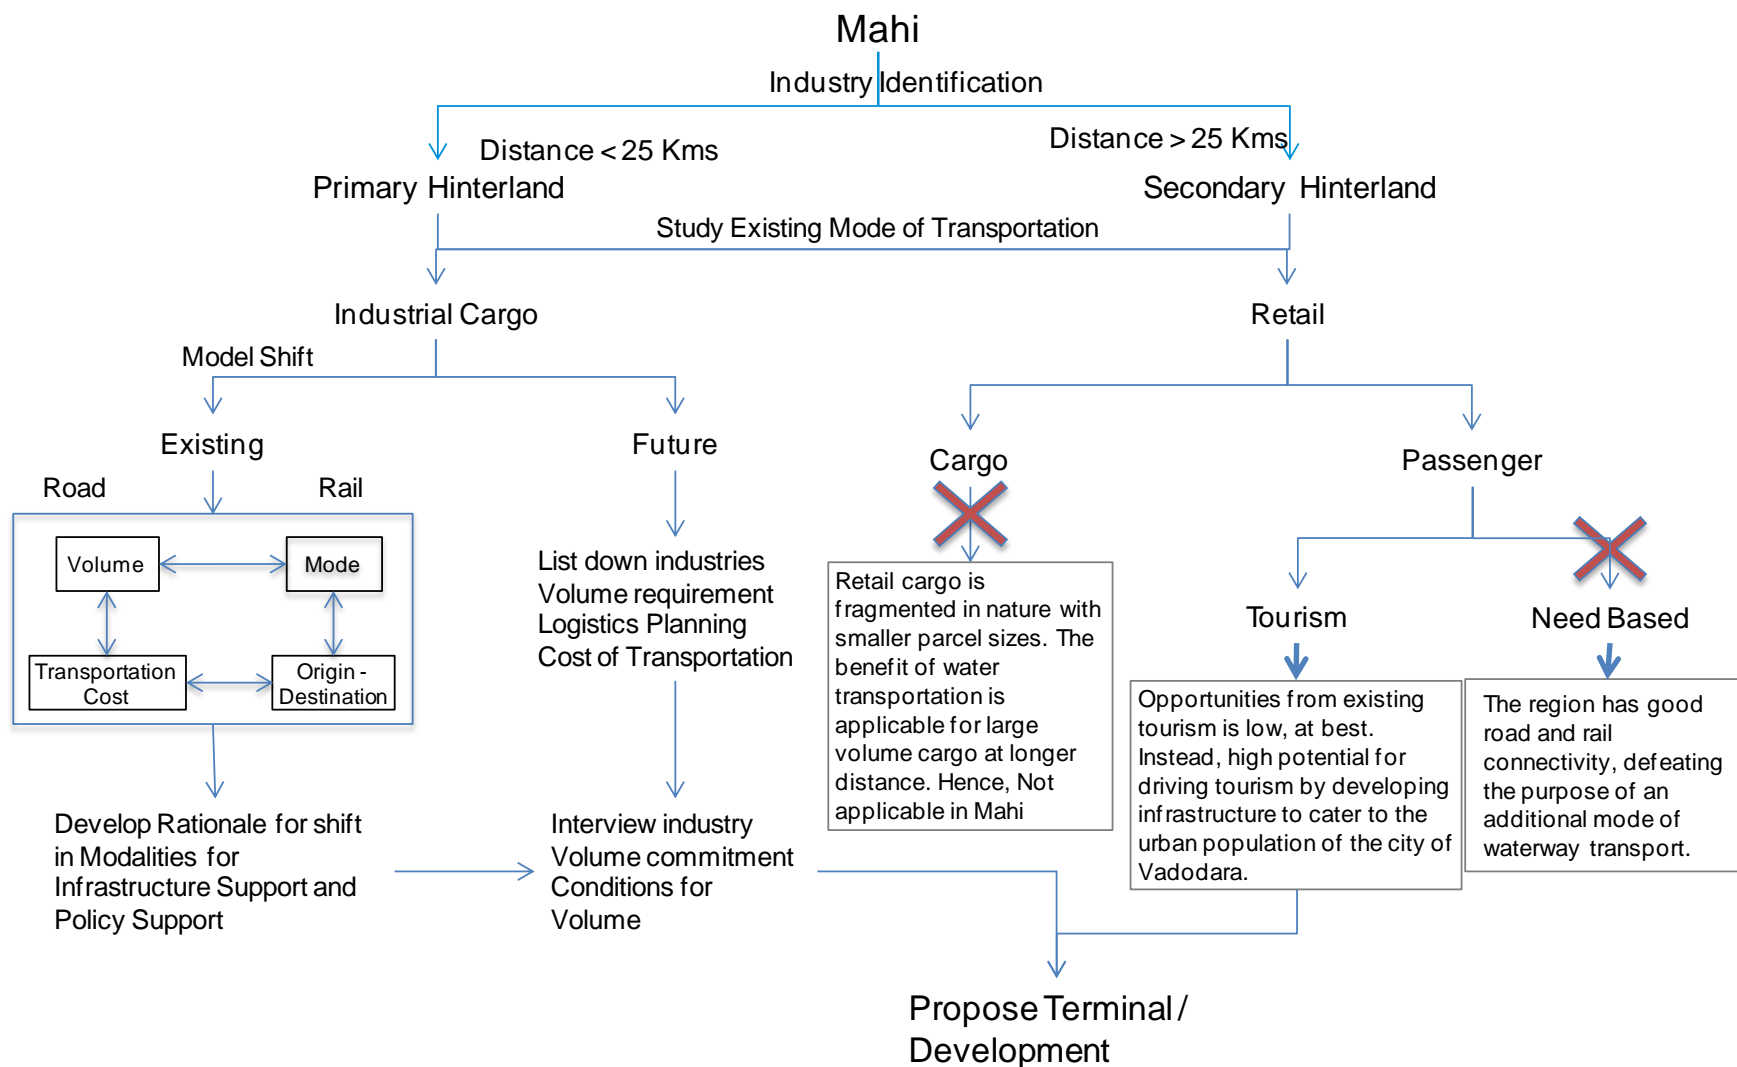 Mahi
Industry Identification
Distance < 25 Kms
Distance > 25 Kms
Primary Hinterland
Secondary Hinterland
Study Existing Mode of Transportation
Industrial Cargo
Retail
Model Shift
Existing
Future
Cargo
Passenger
Road
Rail
Volume
Mode
Transportation
Cost
Origin -
Destination
List down industries
Volume requirement
Logistics Planning
Cost of Transportation
Retail cargo is
fragmented in nature with
smaller parcel sizes. The
benefit of water
transportation is
applicable for large
volume cargo at longer
distance. Hence, Not
applicable in Mahi
Tourism
Need Based
Opportunities from existing
tourism is low, at best.
Instead, high potential for
driving tourism by developing
infrastructure to cater to the
urban population of the city of
Vadodara.
The region has good
road and rail
connectivity, defeating
the purpose of an
additional mode of
waterway transport.
Develop Rationale for shift
in Modalities for
Infrastructure Support and
Policy Support
Interview industry
Volume commitment
Conditions for
Volume
Propose Terminal /
Development